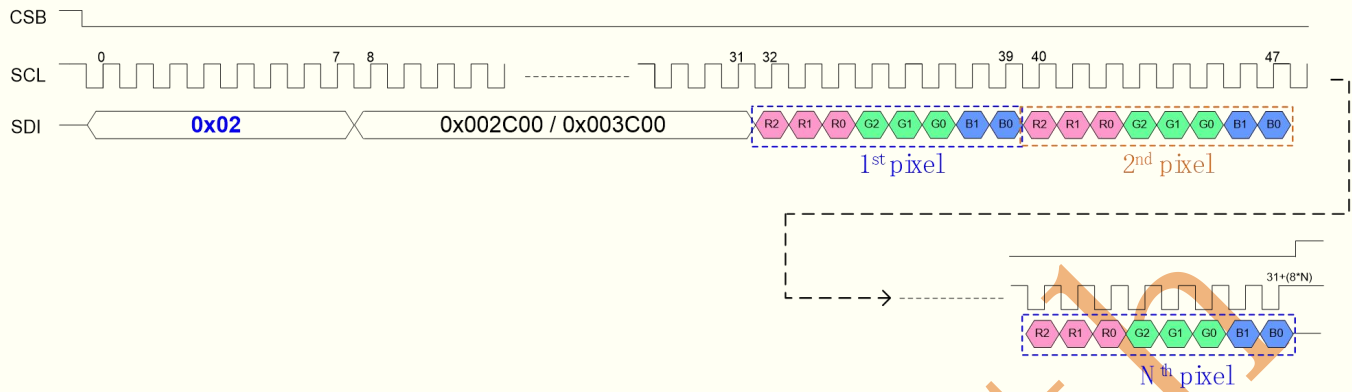 CSB
SCL 0 7 8 31 32 39 40 47
SDI 0x02 0x002C00 / 0x003C00 R2 R1 R0 G2 G1 G0 B1 B0 R2 R1 R0 G2 G1 G0 B1 B0
1st pixel 2nd pixel
31+(8*N)
R2 R1 R0 G2 G1 G0 B1 B0
Nth pixel